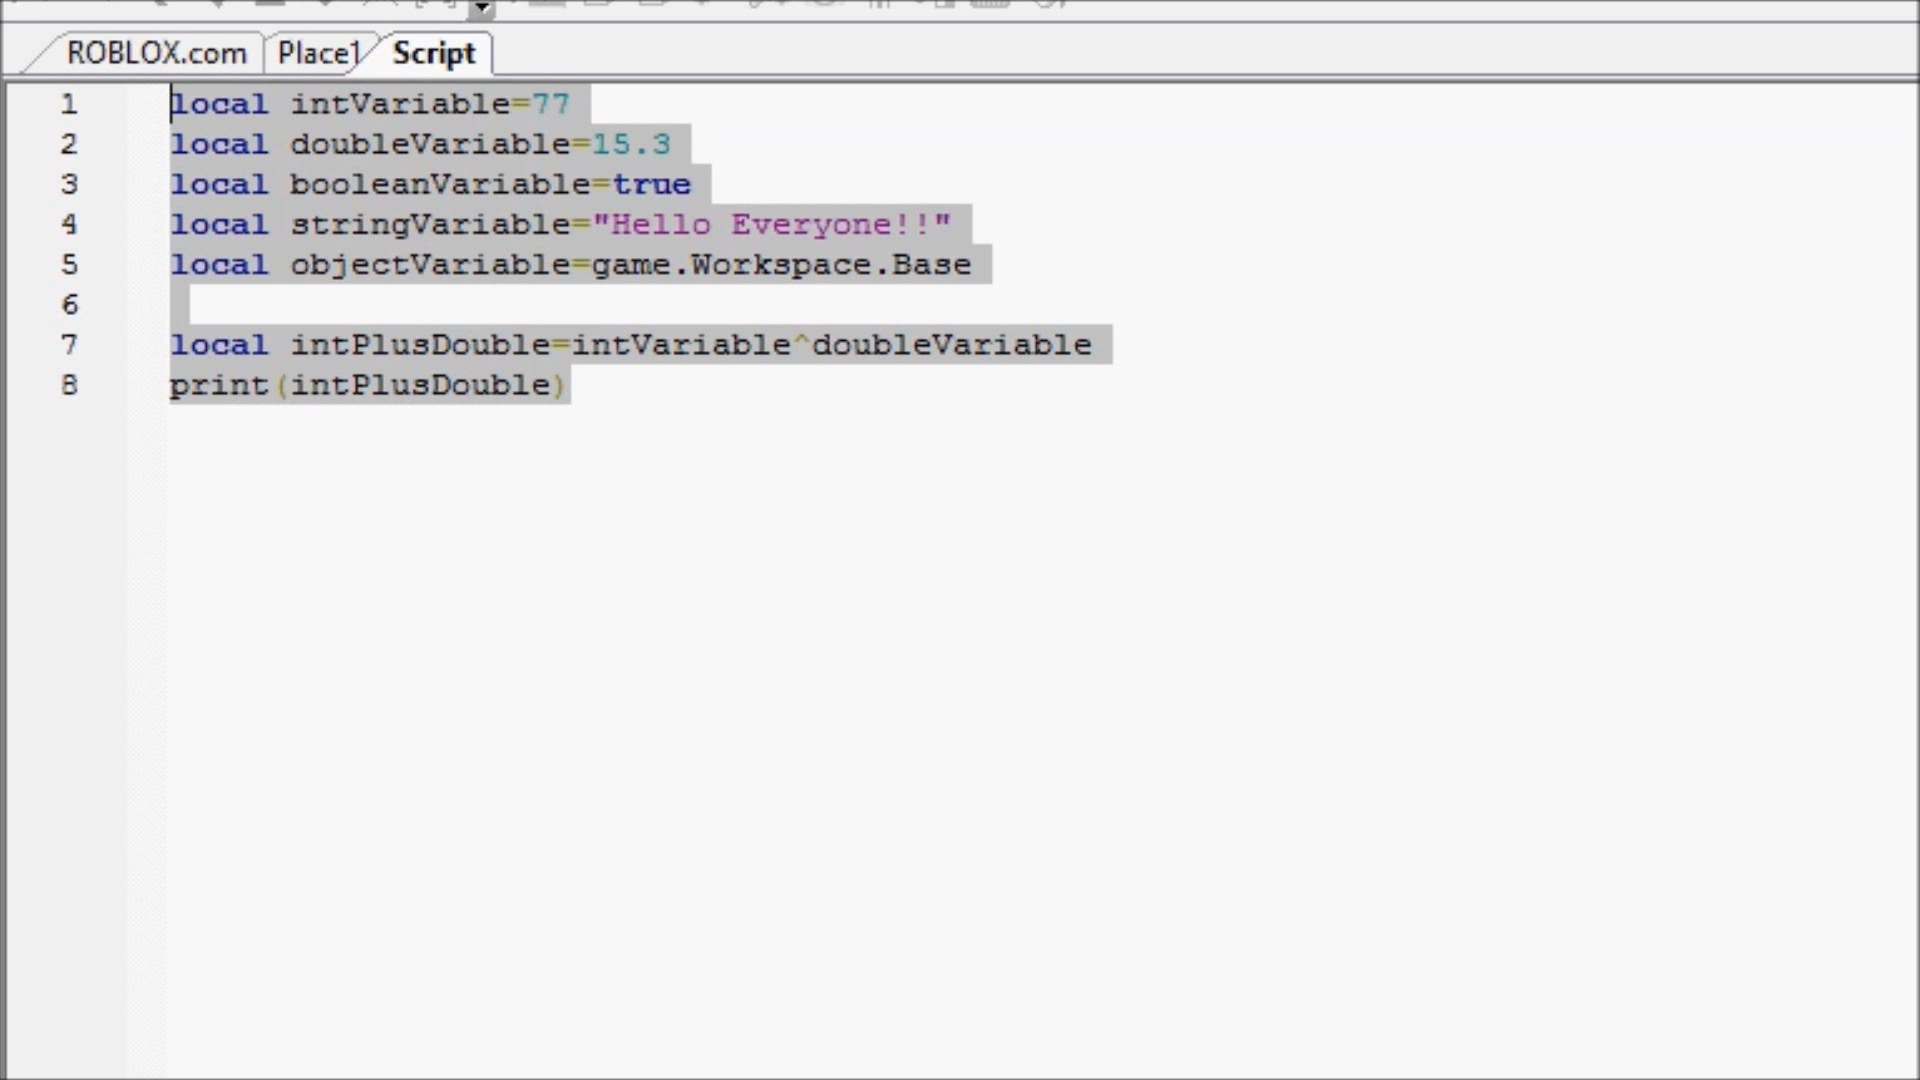 ROBLOX.com Place1 Script
1 local intVariable=77
2 local doubleVariable=15.3
3 local booleanVariable=true
4 local stringVariable="Hello Everyone!!"
5 local objectVariable=game.Workspace.Base
6
7 local intPlusDouble=intVariable^doubleVariable
8 print(intPlusDouble)